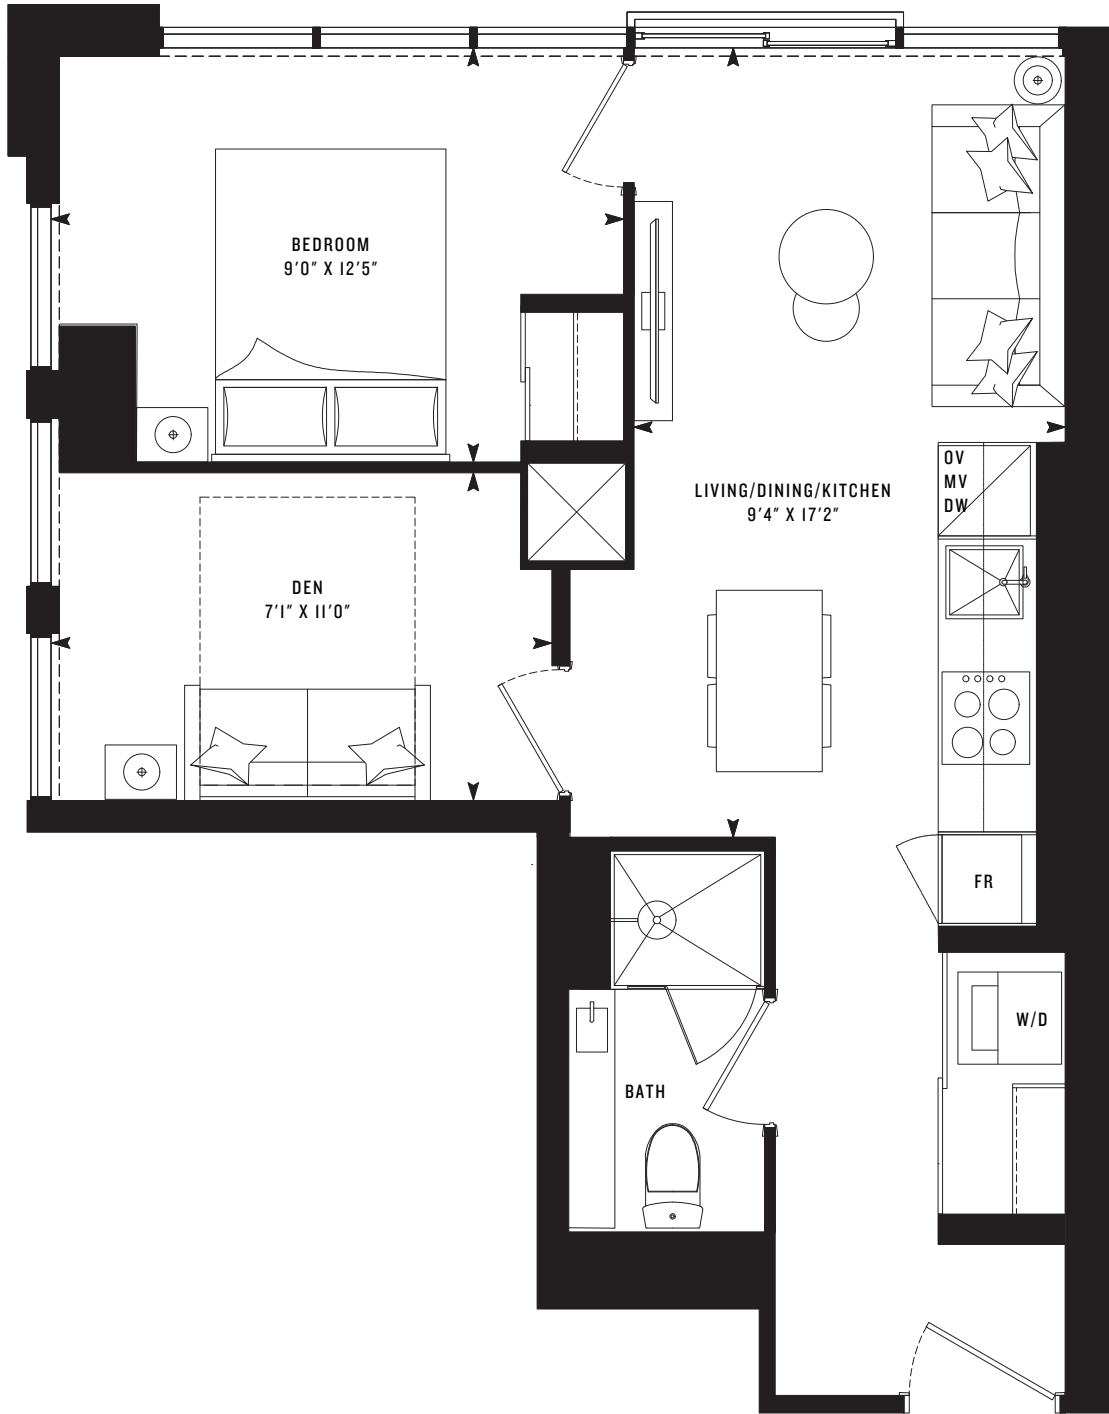 BEDROOM
9'0" X 12'5"
OV
MV
DW
LIVING/DINING/KITCHEN
9'4" X 17'2"
DEN
7'1" X 11'0"
FR
W/D
BATH